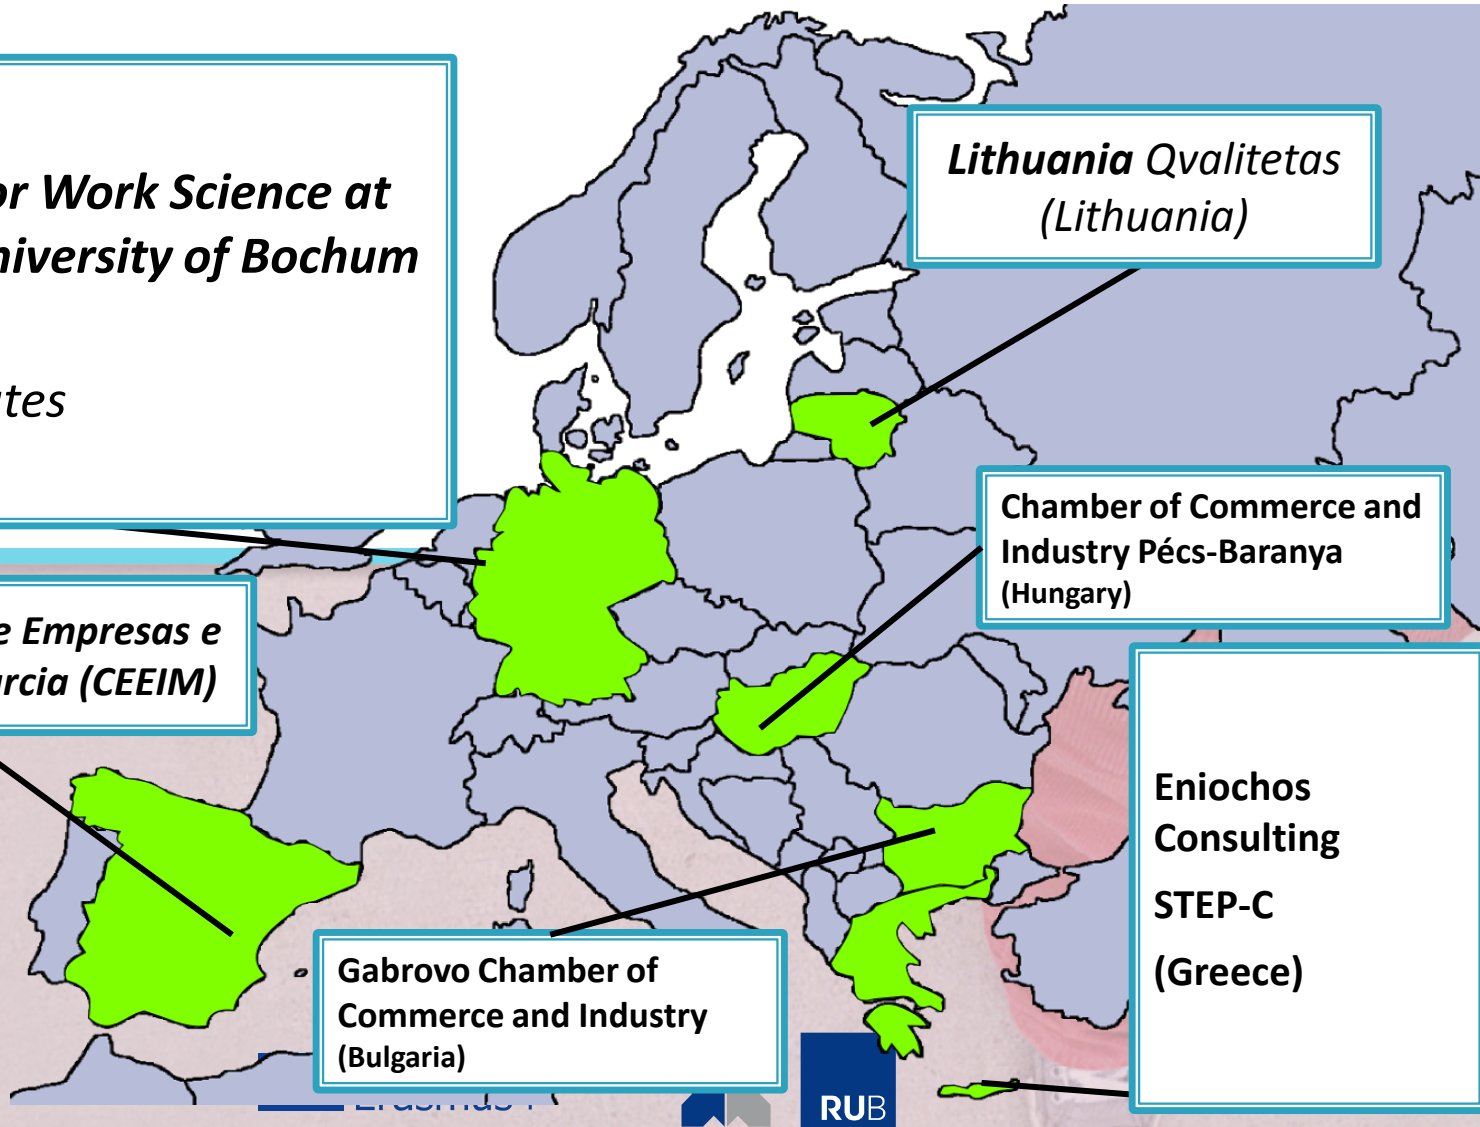 or Work Science at
niversity of Bochum
tes
Lithuania Qvalitetas
(Lithuania)
Chamber of Commerce and
Industry Pécs-Baranya
(Hungary)
e Empresas e
rcia (CEEIM)
Eniochos
Consulting
STEP-C
(Greece)
Gabrovo Chamber of
Commerce and Industry
(Bulgaria)
Erasmus+
RUB